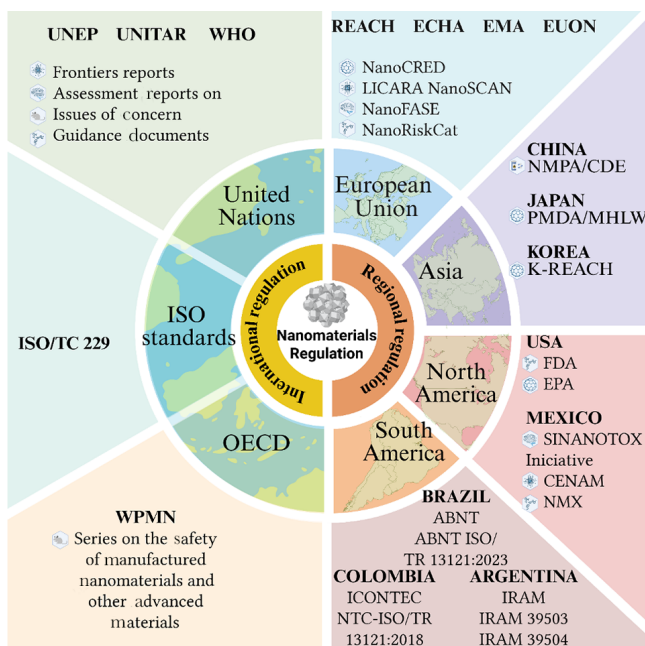 UNEP UNITAR WHO
Frontiers reports
Assessment reports on
Issues of concern
Guidance documents
REACH ECHA EMA EUON
NanoCRED
LICARA NanoSCAN
NanoFASE
NanoRiskCat
CHINA
NMPA/CDE
JAPAN
PMDA/MHLW
KOREA
K-REACH
United
Nations
European
Union
Asia
ISO
standards
ISO/TC 229
International regulation
Regional regulation
Nanomaterials
Regulation
North
America
South
America
OECD
USA
FDA
EPA
MEXICO
SINANOTOX
Iniciative
CENAM
NMX
WPMN
Series on the safety
of manufactured
nanomaterials and
other advanced
materials
BRAZIL
ABNT
ABNT ISO/
TR 13121:2023
COLOMBIA
ICONTEC
NTC-ISO/TR
13121:2018
ARGENTINA
IRAM
IRAM 39503
IRAM 39504